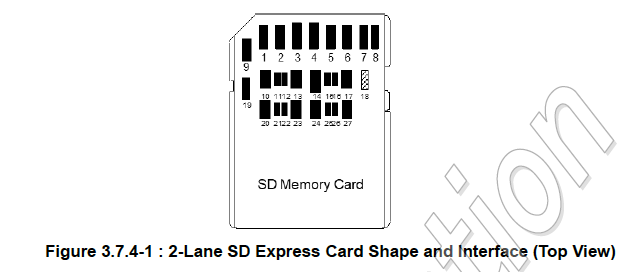 1 2 3 4 5 6 7 8
9
10 11 12 13 14 15 16 17 18
19
20 21 22 23 24 25 26 27
SD Memory Card
Figure 3.7.4-1 : 2-Lane SD Express Card Shape and Interface (Top View)